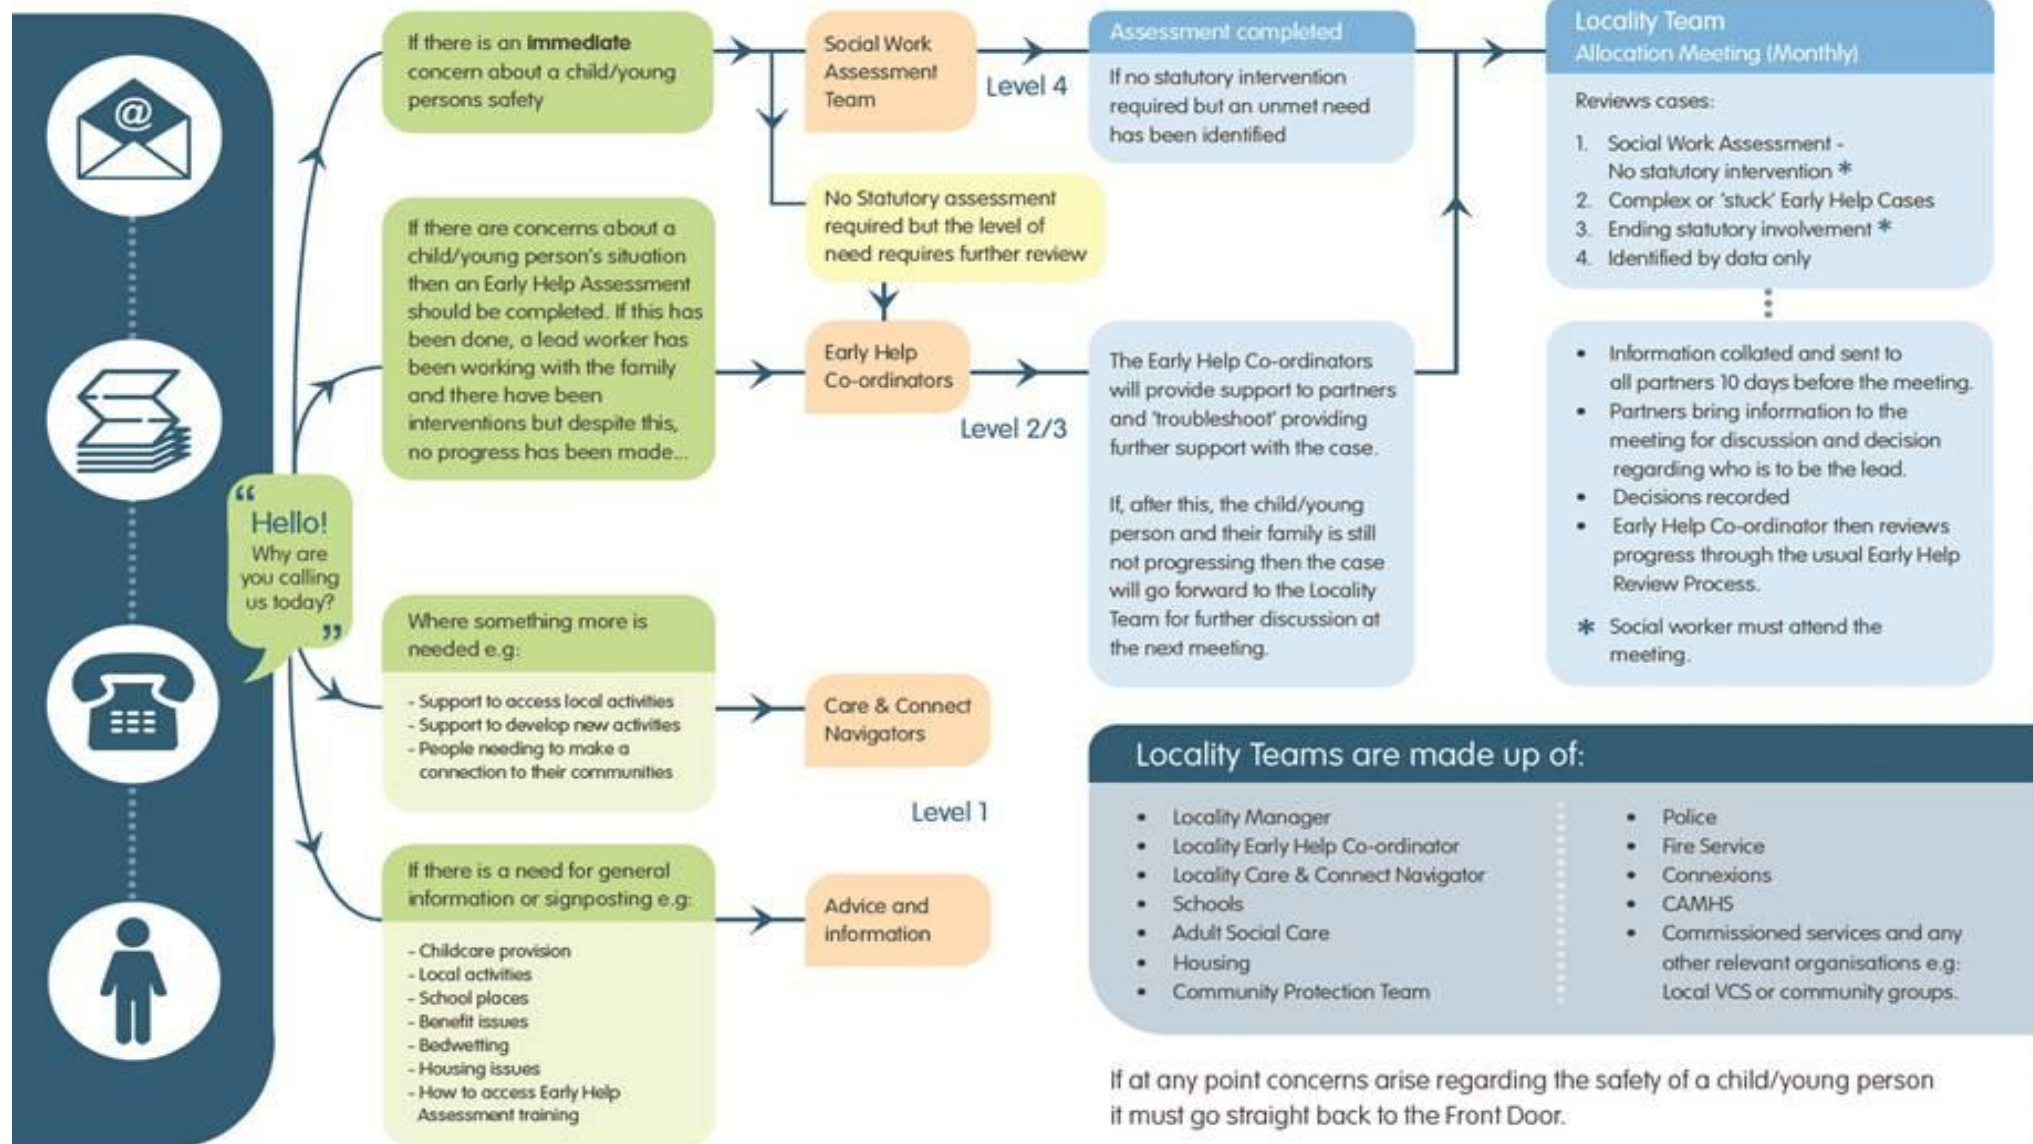 @
“
Hello!
Why are
you calling
us today?
”
If there is an Immediate
concern about a child/young
persons safety
Social Work
Assessment
Team
Level 4
Assessment completed
If no statutory intervention
required but an unmet need
has been identified
No Statutory assessment
required but the level of
need requires further review
If there are concerns about a
child/young person's situation
then an Early Help Assessment
should be completed. If this has
been done, a lead worker has
been working with the family
and there have been
interventions but despite this,
no progress has been made...
Early Help
Co-ordinators
Level 2/3
The Early Help Co-ordinators
will provide support to partners
and 'troubleshoot' providing
further support with the case.
If, after this, the child/young
person and their family is still
not progressing then the case
will go forward to the Locality
Team for further discussion at
the next meeting.
Locality Team
Allocation Meeting (Monthly)
Reviews cases:
1. Social Work Assessment -
No statutory intervention *
2. Complex or 'stuck' Early Help Cases
3. Ending statutory involvement *
4. Identified by data only
• Information collated and sent to
all partners 10 days before the meeting.
• Partners bring information to the
meeting for discussion and decision
regarding who is to be the lead.
• Decisions recorded
• Early Help Co-ordinator then reviews
progress through the usual Early Help
Review Process.
* Social worker must attend the
meeting.
Where something more is
needed e.g:
- Support to access local activities
- Support to develop new activities
- People needing to make a
connection to their communities
Care & Connect
Navigators
Level 1
If there is a need for general
information or signposting e.g:
- Childcare provision
- Local activities
- School places
- Benefit issues
- Bedwetting
- Housing issues
- How to access Early Help
Assessment training
Advice and
information
Locality Teams are made up of:
• Locality Manager
• Locality Early Help Co-ordinator
• Locality Care & Connect Navigator
• Schools
• Adult Social Care
• Housing
• Community Protection Team
• Police
• Fire Service
• Connexions
• CAMHS
• Commissioned services and any
other relevant organisations e.g:
Local VCS or community groups.
If at any point concerns arise regarding the safety of a child/young person
it must go straight back to the Front Door.